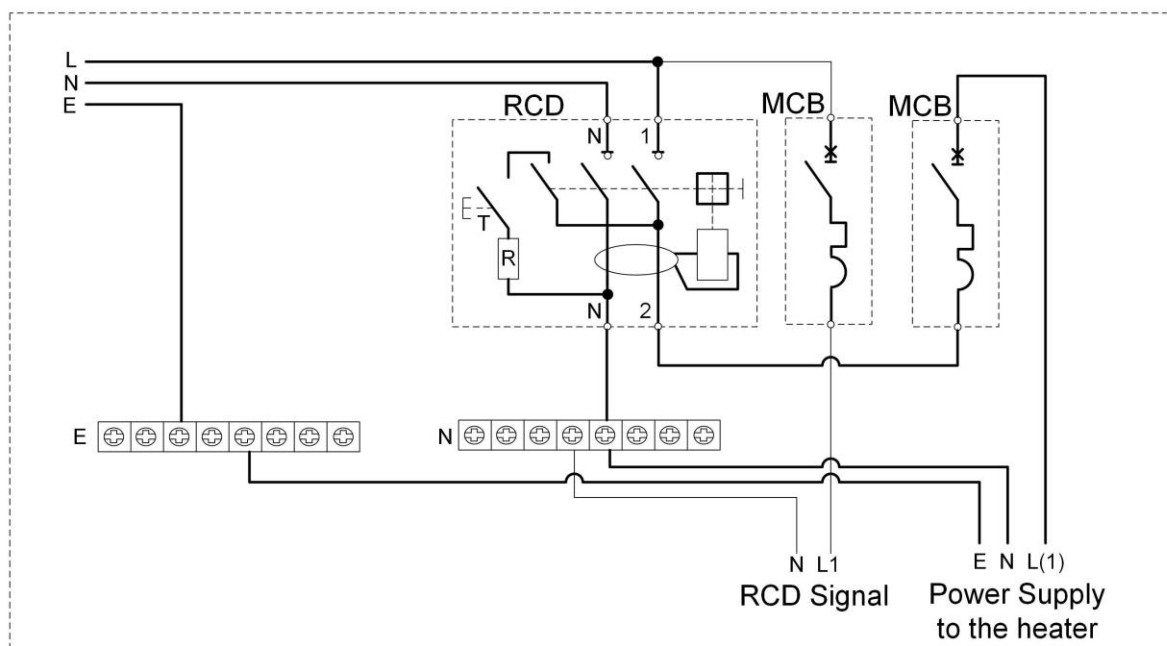 L
N
E
RCD
MCB
MCB
N 1
T
R
N 2
E
N
N L1
RCD Signal
E N L(1)
Power Supply
to the heater